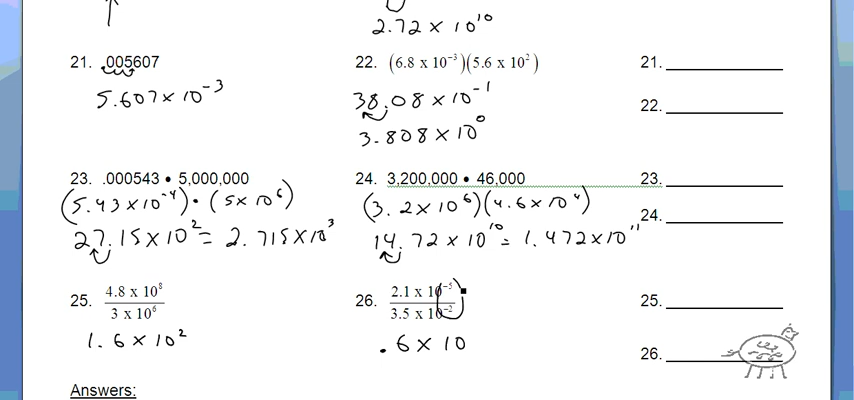 2.72 x 10^10
21. .005607
22. (6.8 x 10^-3)(5.6 x 10^2)
21.
5.607 x 10^-3
38.08 x 10^-1
22.
3.808 x 10^0
23. .000543 • 5,000,000
24. 3,200,000 • 46,000
23.
(5.43 x 10^-4) • (5 x 10^6)
(3.2 x 10^6)(4.6 x 10^4)
24.
27.15 x 10^2 = 2.715 x 10^3
14.72 x 10^10 = 1.472 x 10^11
25. 4.8 x 10^8 / 3 x 10^6
26. 2.1 x 10^-5 / 3.5 x 10^-2
25.
1.6 x 10^2
.6 x 10
26.
Answers: